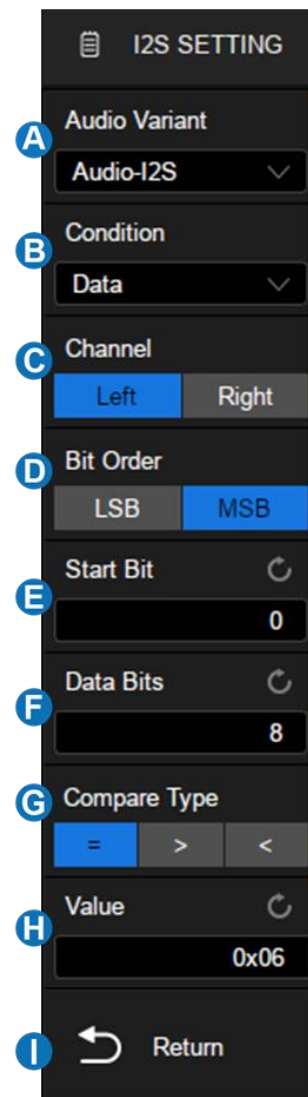 I2S SETTING
A Audio Variant
Audio-I2S
B Condition
Data
C Channel
Left Right
D Bit Order
LSB MSB
E Start Bit
0
F Data Bits
8
G Compare Type
= > <
H Value
0x06
I Return